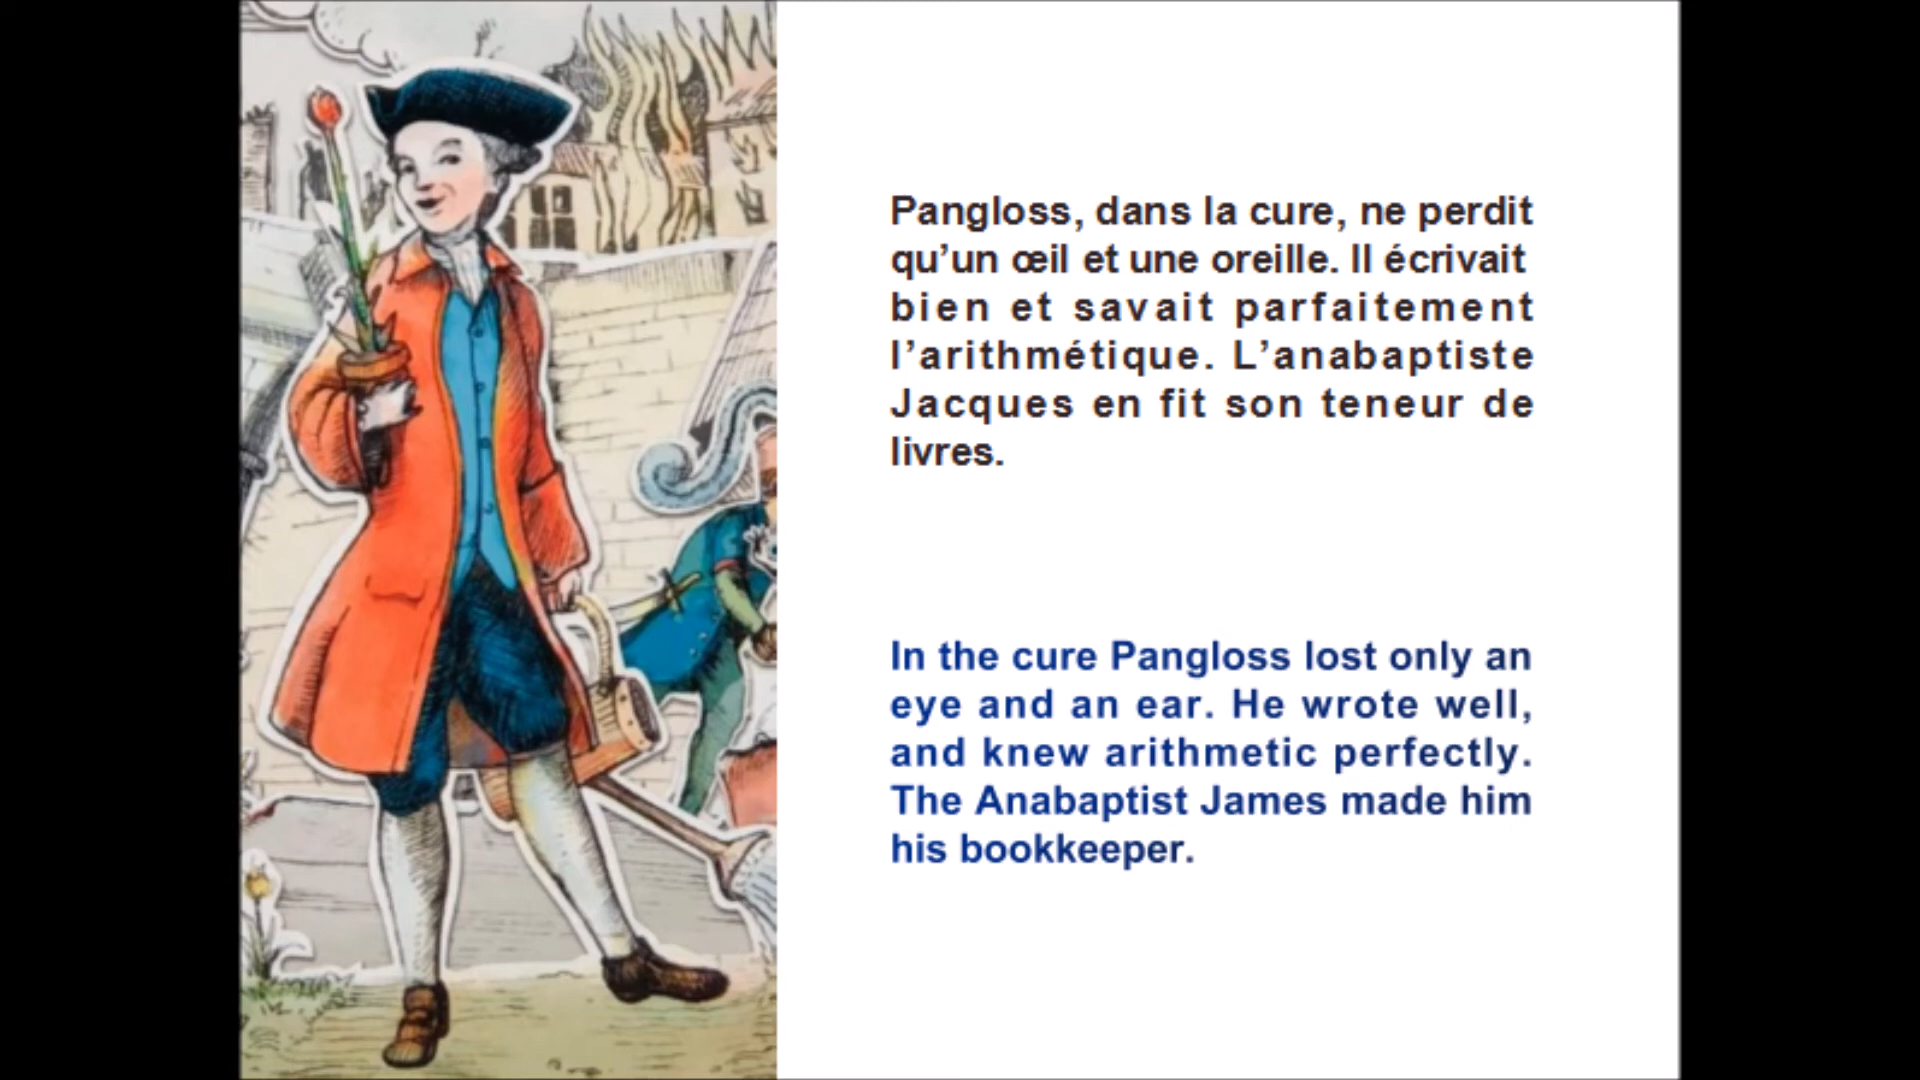 Pangloss, dans la cure, ne perdit
qu’un œil et une oreille. Il écrivait
bien et savait parfaitement
l’arithmétique. L’anabaptiste
Jacques en fit son teneur de
livres.
In the cure Pangloss lost only an
eye and an ear. He wrote well,
and knew arithmetic perfectly.
The Anabaptist James made him
his bookkeeper.